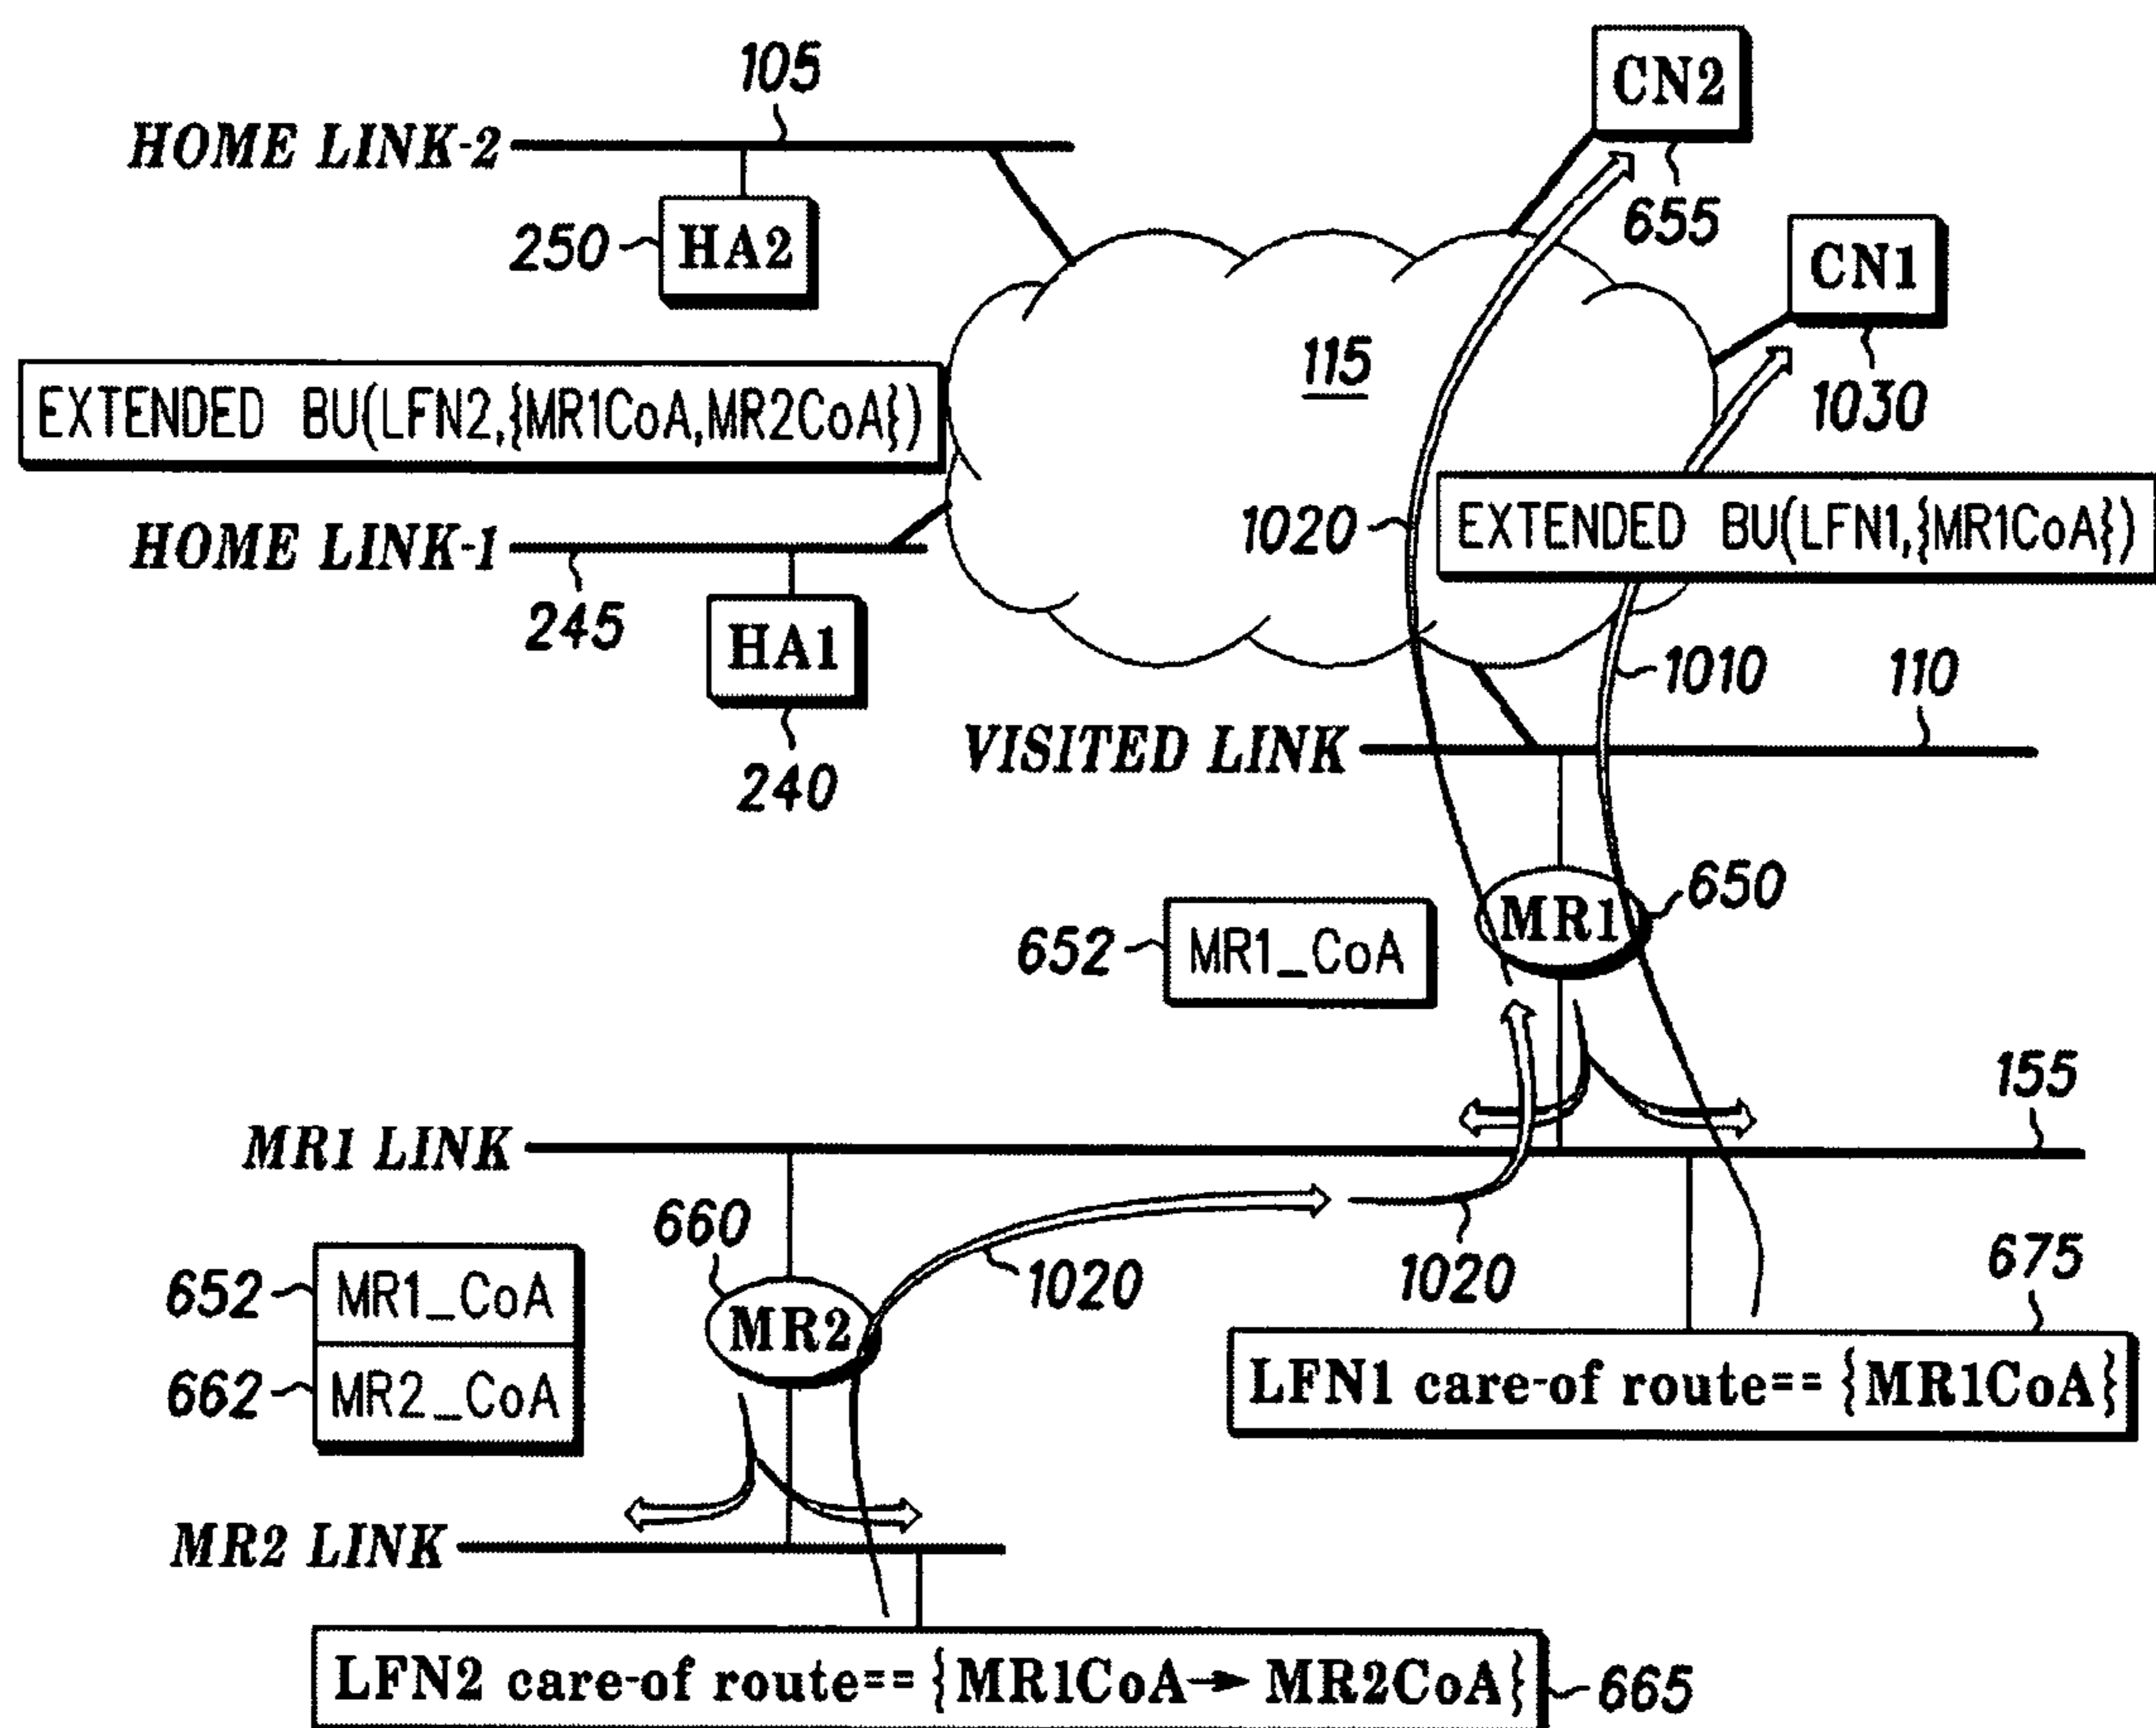 105
CN2
HOME LINK-2
655
250
HA2
CN1
115
1030
EXTENDED BU(LFN2,{MR1CoA,MR2CoA})
1020
EXTENDED BU(LFN1,{MR1CoA})
HOME LINK-1
245
HA1
1010
110
VISITED LINK
240
650
MR1
652
MR1_CoA
155
MR1 LINK
660
1020
1020
675
652
MR1_CoA
MR2
662
MR2_CoA
LFN1 care-of route== {MR1CoA}
MR2 LINK
LFN2 care-of route== {MR1CoA→ MR2CoA}
665